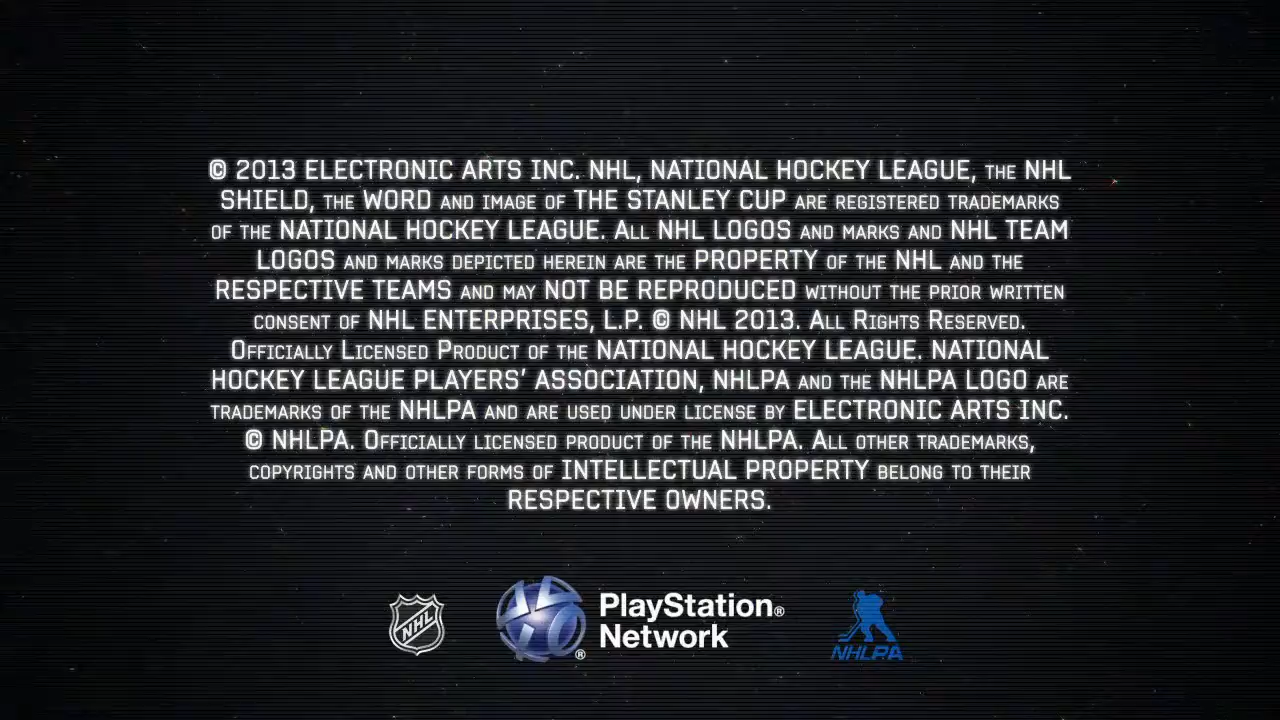 © 2013 ELECTRONIC ARTS INC. NHL, NATIONAL HOCKEY LEAGUE, THE NHL
SHIELD, THE WORD AND IMAGE OF THE STANLEY CUP ARE REGISTERED TRADEMARKS
OF THE NATIONAL HOCKEY LEAGUE. ALL NHL LOGOS AND MARKS AND NHL TEAM
LOGOS AND MARKS DEPICTED HEREIN ARE THE PROPERTY OF THE NHL AND THE
RESPECTIVE TEAMS AND MAY NOT BE REPRODUCED WITHOUT THE PRIOR WRITTEN
CONSENT OF NHL ENTERPRISES, L.P. © NHL 2013. ALL RIGHTS RESERVED.
OFFICIALLY LICENSED PRODUCT OF THE NATIONAL HOCKEY LEAGUE. NATIONAL
HOCKEY LEAGUE PLAYERS’ ASSOCIATION, NHLPA AND THE NHLPA LOGO ARE
TRADEMARKS OF THE NHLPA AND ARE USED UNDER LICENSE BY ELECTRONIC ARTS INC.
© NHLPA. OFFICIALLY LICENSED PRODUCT OF THE NHLPA. ALL OTHER TRADEMARKS,
COPYRIGHTS AND OTHER FORMS OF INTELLECTUAL PROPERTY BELONG TO THEIR
RESPECTIVE OWNERS.
NHL
PlayStation®
Network
®
NHLPA